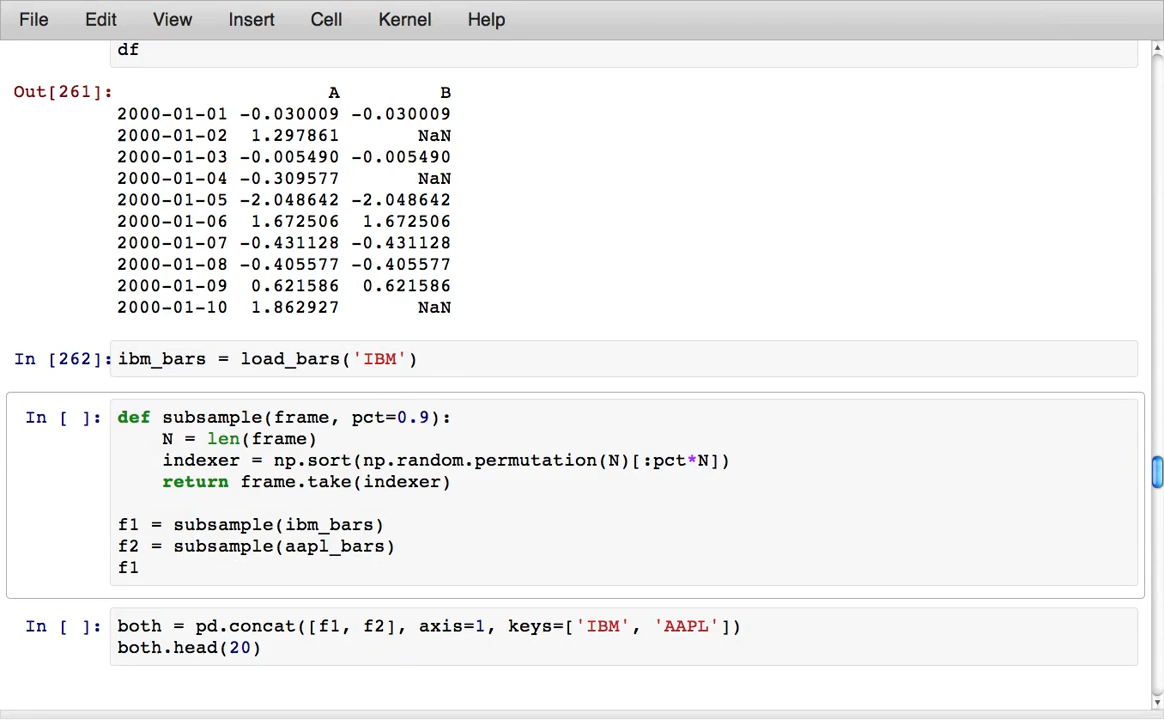 File Edit View Insert Cell Kernel Help
df
Out[261]: A B
2000-01-01 -0.030009 -0.030009
2000-01-02 1.297861 NaN
2000-01-03 -0.005490 -0.005490
2000-01-04 -0.309577 NaN
2000-01-05 -2.048642 -2.048642
2000-01-06 1.672506 1.672506
2000-01-07 -0.431128 -0.431128
2000-01-08 -0.405577 -0.405577
2000-01-09 0.621586 0.621586
2000-01-10 1.862927 NaN
In [262]: ibm_bars = load_bars('IBM')
In [ ]: def subsample(frame, pct=0.9):
    N = len(frame)
    indexer = np.sort(np.random.permutation(N)[:pct*N])
    return frame.take(indexer)
f1 = subsample(ibm_bars)
f2 = subsample(aapl_bars)
f1
In [ ]: both = pd.concat([f1, f2], axis=1, keys=['IBM', 'AAPL'])
both.head(20)